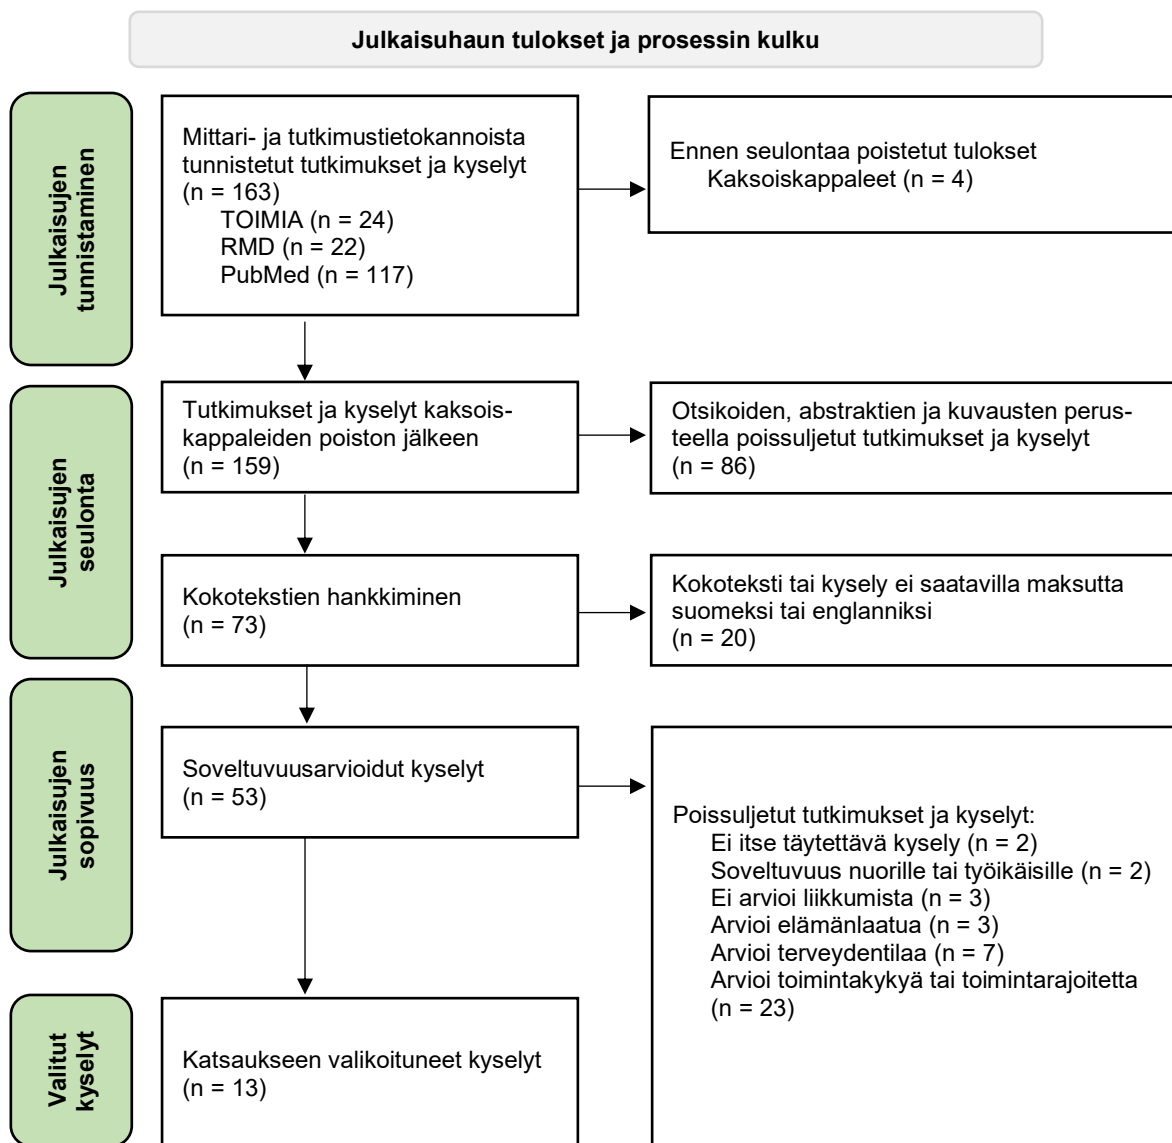 Julkaisuhaun tulokset ja prosessin kulku
Julkaisujen
tunnistaminen
Mittari- ja tutkimustietokannoista
tunnistetut tutkimukset ja kyselyt
(n = 163)
TOIMIA (n = 24)
RMD (n = 22)
PubMed (n = 117)
Ennen seulontaa poistetut tulokset
Kaksoiskappaleet (n = 4)
Julkaisujen
seulonta
Tutkimukset ja kyselyt kaksois-
kappaleiden poiston jälkeen
(n = 159)
Otsikoiden, abstraktien ja kuvausten perus-
teella poissuljetut tutkimukset ja kyselyt
(n = 86)
Kokotekstien hankkiminen
(n = 73)
Kokoteksti tai kysely ei saatavilla maksutta
suomeksi tai englanniksi
(n = 20)
Julkaisujen
sopivuus
Soveltuvuusarvioidut kyselyt
(n = 53)
Poissuljetut tutkimukset ja kyselyt:
Ei itse täytettävä kysely (n = 2)
Soveltuvuus nuorille tai työikäisille (n = 2)
Ei arvioi liikkumista (n = 3)
Arvioi elämänlaatua (n = 3)
Arvioi terveydentilaa (n = 7)
Arvioi toimintakykyä tai toimintarajoitetta
(n = 23)
Valitut
kyselyt
Katsaukseen valikoituneet kyselyt
(n = 13)